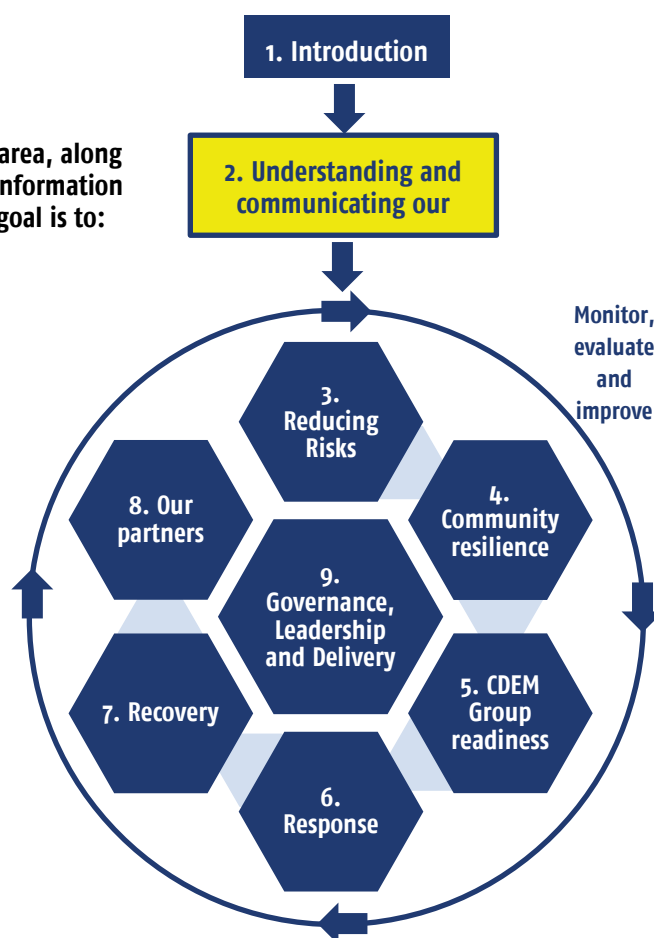 1. Introduction
area, along
information
goal is to:
2. Understanding and
communicating our
Monitor,
evaluate
and
improve
3.
Reducing
Risks
4.
Community
resilience
8. Our
partners
9.
Governance,
Leadership
and Delivery
5. CDEM
Group
readiness
7. Recovery
6.
Response